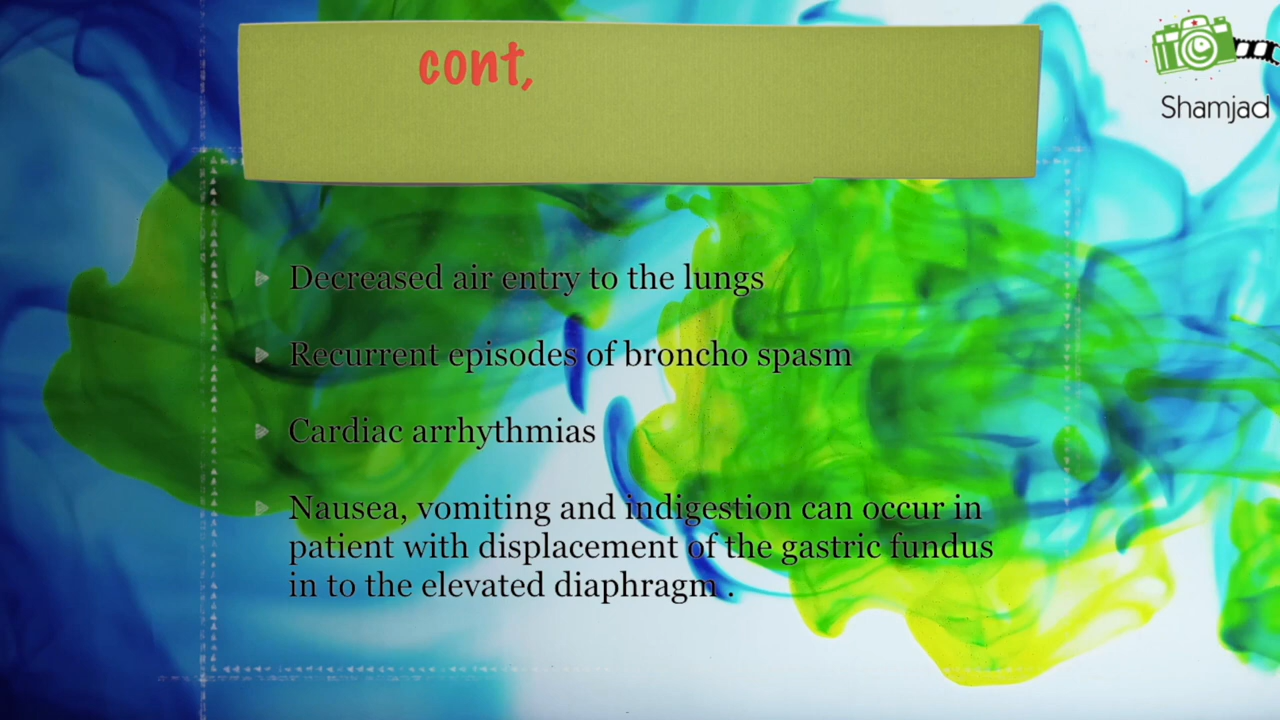 cont,
Shamjad
Decreased air entry to the lungs
Recurrent episodes of broncho spasm
Cardiac arrhythmias
Nausea, vomiting and indigestion can occur in
patient with displacement of the gastric fundus
in to the elevated diaphragm .